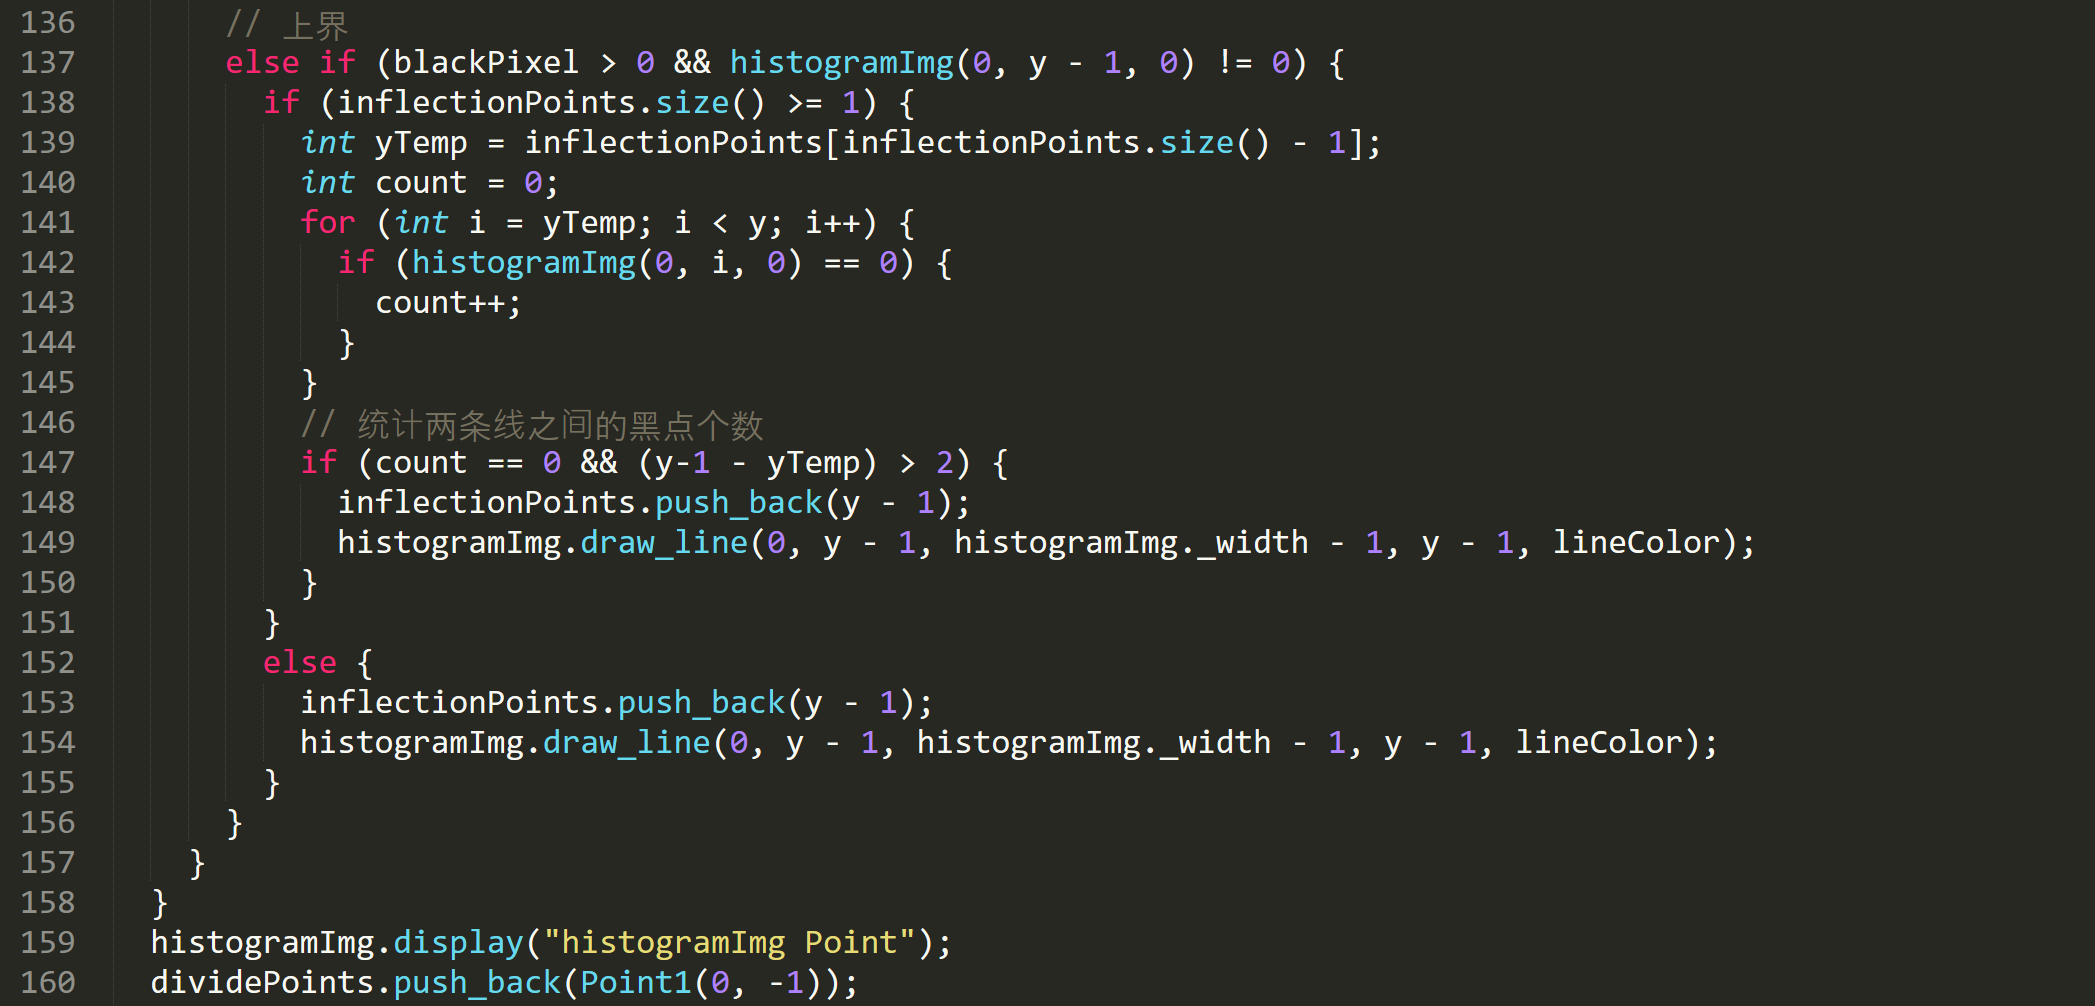 136 // 上界
137 else if (blackPixel > 0 && histogramImg(0, y - 1, 0) != 0) {
138 if (inflectionPoints.size() >= 1) {
139 int yTemp = inflectionPoints[inflectionPoints.size() - 1];
140 int count = 0;
141 for (int i = yTemp; i < y; i++) {
142 if (histogramImg(0, i, 0) == 0) {
143 count++;
144 }
145 }
146 // 统计两条线之间的黑点个数
147 if (count == 0 && (y-1 - yTemp) > 2) {
148 inflectionPoints.push_back(y - 1);
149 histogramImg.draw_line(0, y - 1, histogramImg._width - 1, y - 1, lineColor);
150 }
151 }
152 else {
153 inflectionPoints.push_back(y - 1);
154 histogramImg.draw_line(0, y - 1, histogramImg._width - 1, y - 1, lineColor);
155 }
156 }
157 }
158 }
159 histogramImg.display("histogramImg Point");
160 dividePoints.push_back(Point1(0, -1));